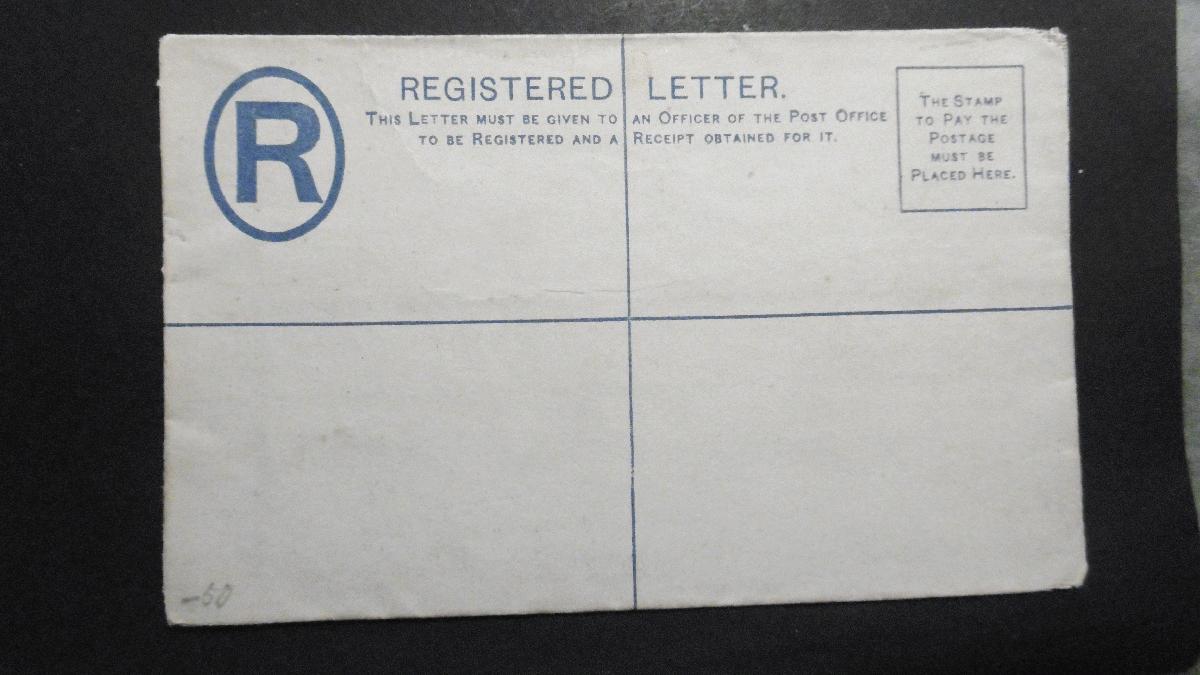 R
REGISTERED LETTER.
THIS LETTER MUST BE GIVEN TO AN OFFICER OF THE POST OFFICE
TO BE REGISTERED AND A RECEIPT OBTAINED FOR IT.
THE STAMP
TO PAY THE
POSTAGE
MUST BE
PLACED HERE.
-50